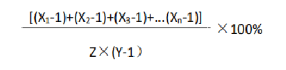 [(X₁-1)+(X₂-1)+(X₃-1)+...(Xₙ-1)]
×100%
Z×(Y-1)